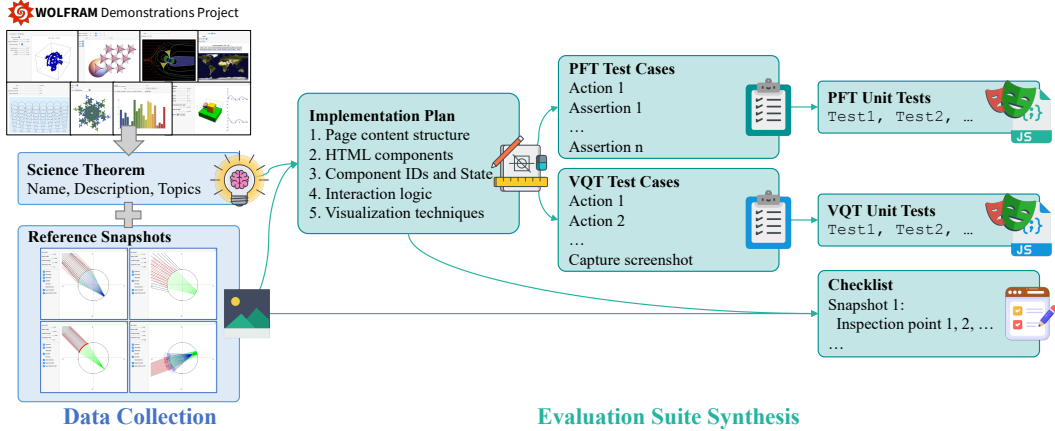 WOLFRAM Demonstrations Project
Science Theorem
Name, Description, Topics
Reference Snapshots
Data Collection
Implementation Plan
1. Page content structure
2. HTML components
3. Component IDs and State
4. Interaction logic
5. Visualization techniques
PFT Test Cases
Action 1
Assertion 1
…
Assertion n
VQT Test Cases
Action 1
Action 2
…
Capture screenshot
PFT Unit Tests
Test1, Test2, …
JS
VQT Unit Tests
Test1, Test2, …
JS
Checklist
Snapshot 1:
Inspection point 1, 2, …
…
Evaluation Suite Synthesis